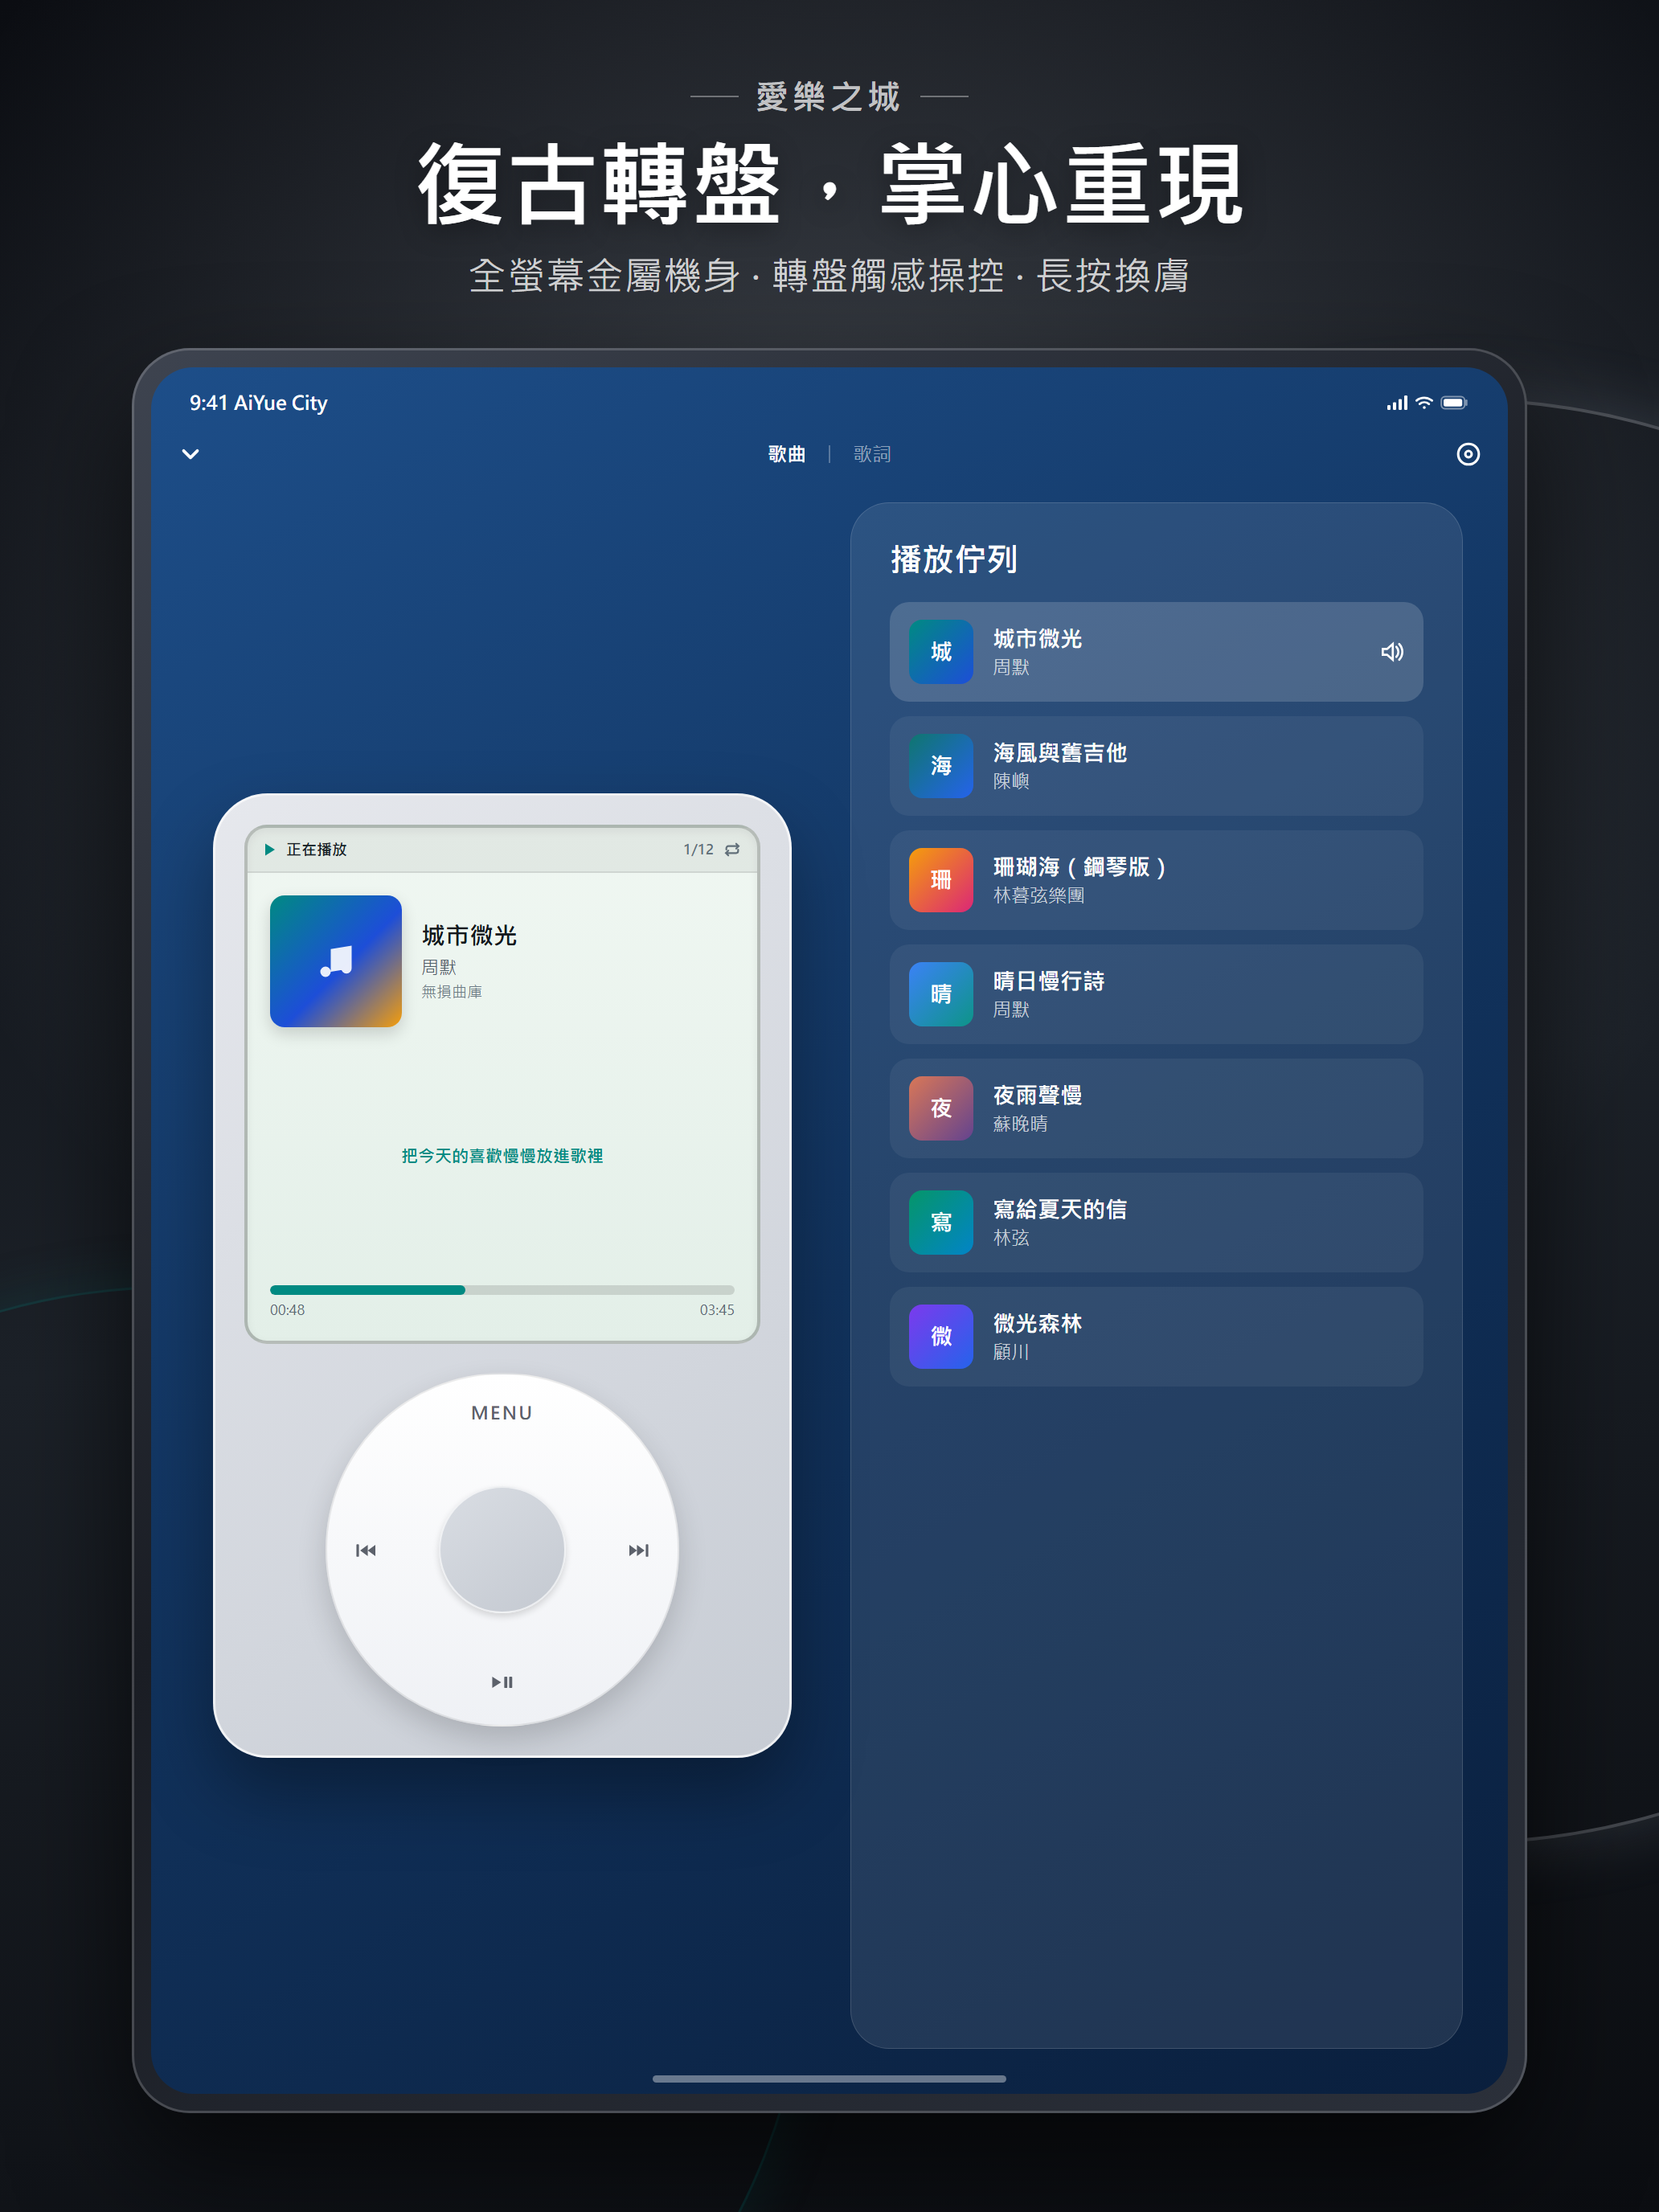 愛樂之城
復古轉盤，掌心重現
全螢幕金屬機身·轉盤觸感操控·長按換膚
9:41 AiYue City
歌曲 | 歌詞
正在播放 1/12
城市微光
周默
無損曲庫
把今天的喜歡慢慢放進歌裡
00:48 03:45
MENU
播放佇列
城 城市微光
周默
海 海風與舊吉他
陳嶼
珊 珊瑚海（鋼琴版）
林暮弦樂團
晴 晴日慢行詩
周默
夜 夜雨聲慢
蘇晚晴
寫 寫給夏天的信
林弦
微 微光森林
顧川